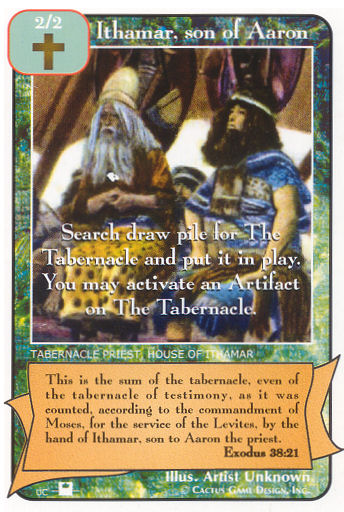 2/2
Ithamar, son of Aaron
Search draw pile for The
Tabernacle and put it in play.
You may activate an Artifact
on The Tabernacle.
TABERNACLE PRIEST, HOUSE OF ITHAMAR
This is the sum of the tabernacle, even of
the tabernacle of testimony, as it was
counted, according to the commandment of
Moses, for the service of the Levites, by the
hand of Ithamar, son to Aaron the priest.
Exodus 38:21
Illus. Artist Unknown
UC
© Cactus Game Design, Inc.